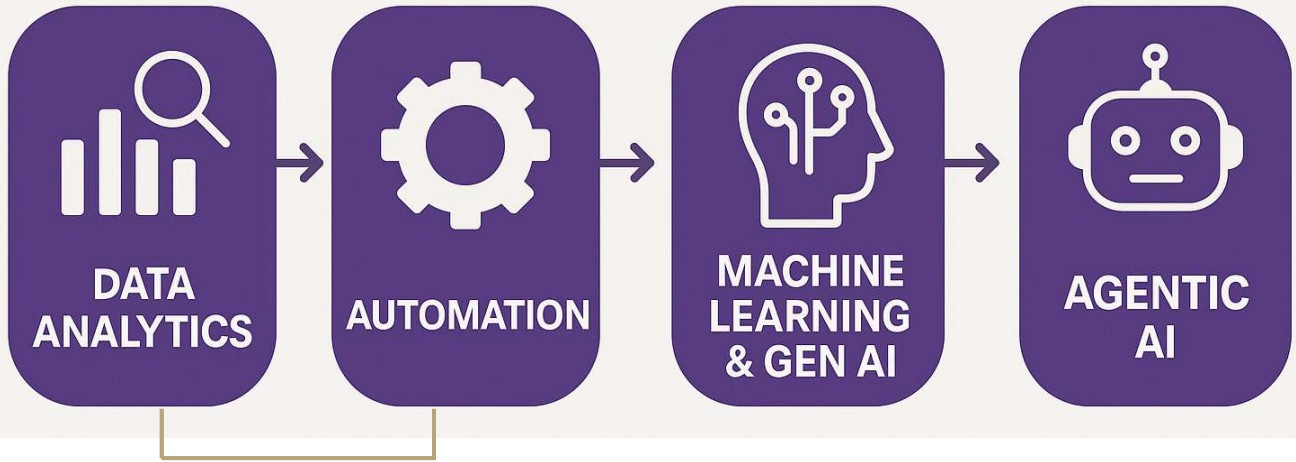 DATA
ANALYTICS
AUTOMATION
MACHINE
LEARNING
& GEN AI
AGENTIC
AI